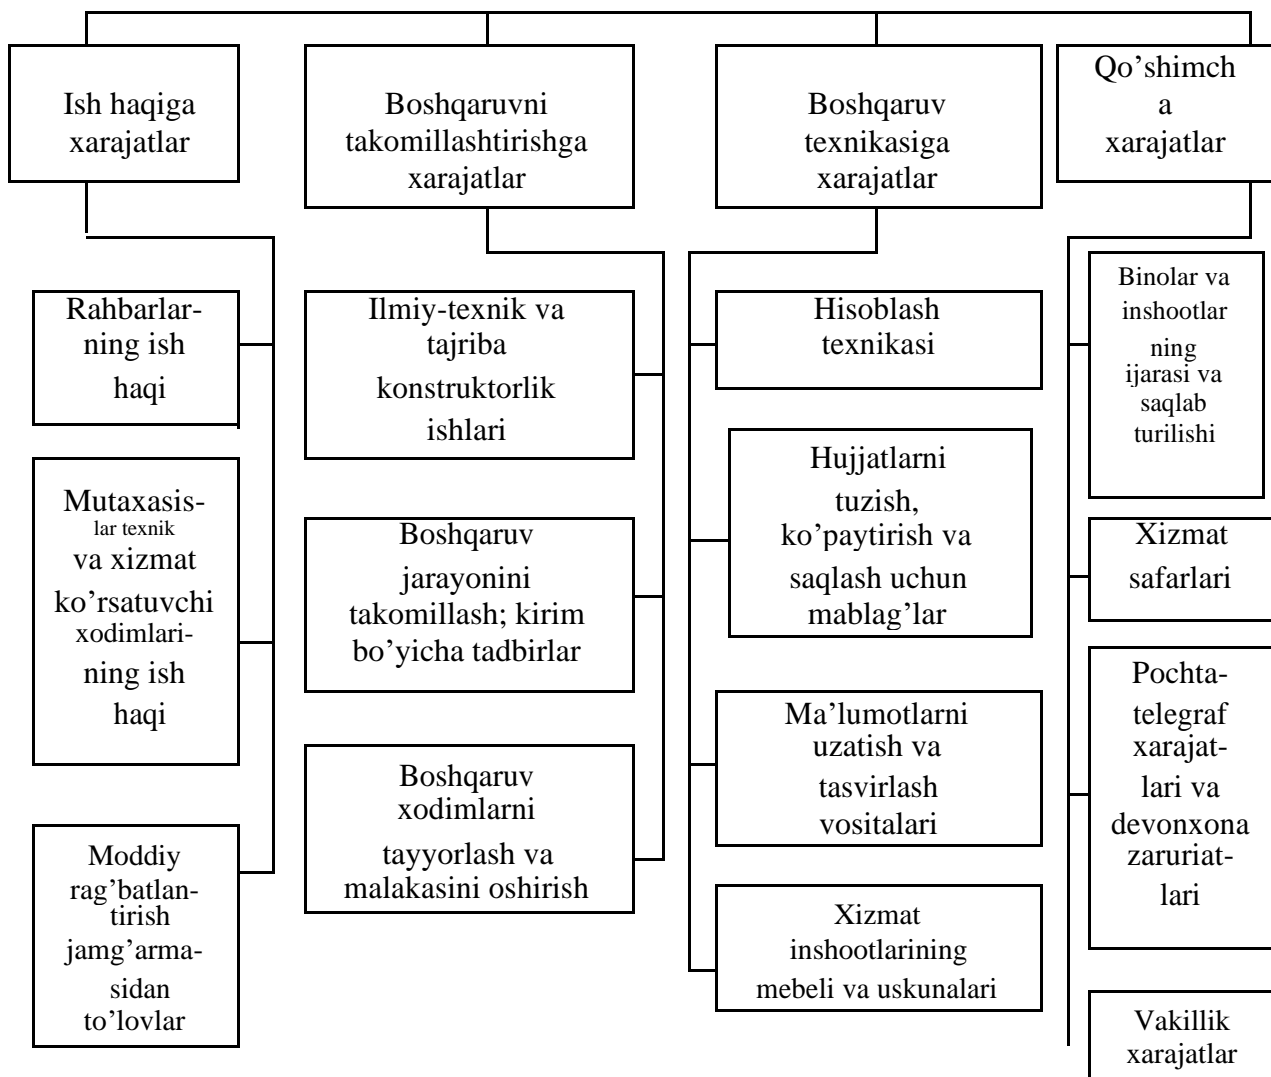 Ish haqiga
xarajatlar
Boshqaruvni
takomillashtirishga
xarajatlar
Boshqaruv
texnikasiga
xarajatlar
Qo’shimch
a
xarajatlar
Rahbarlar-
ning ish
haqi
Mutaxasis-
lar texnik
va xizmat
ko’rsatuvchi
xodimlari-
ning ish
haqi
Moddiy
rag’batlan-
tirish
jamg’arma-
sidan
to’lovlar
Ilmiy-texnik va
tajriba
konstruktorlik
ishlari
Boshqaruv
jarayonini
takomillash; kirim
bo’yicha tadbirlar
Boshqaruv
xodimlarni
tayyorlash va
malakasini oshirish
Hisoblash
texnikasi
Hujjatlarni
tuzish,
ko’paytirish va
saqlash uchun
mablag’lar
Ma’lumotlarni
uzatish va
tasvirlash
vositalari
Xizmat
inshootlarining
mebeli va uskunalari
Binolar va
inshootlar
ning
ijarasi va
saqlab
turilishi
Xizmat
safarlari
Pochta-
telegraf
xarajat-
lari va
devonxona
zaruriat-
lari
Vakillik
xarajatlar